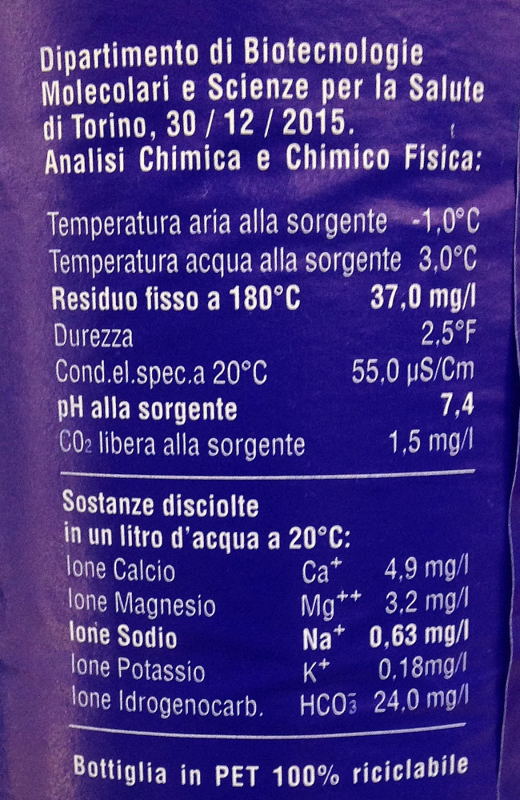 Dipartimento di Biotecnologie
Molecolari e Scienze per la Salute
di Torino, 30 / 12 / 2015.
Analisi Chimica e Chimico Fisica:
Temperatura aria alla sorgente -1,0°C
Temperatura acqua alla sorgente 3,0°C
Residuo fisso a 180°C 37,0 mg/l
Durezza 2,5°F
Cond.el.spec.a 20°C 55,0 µS/Cm
pH alla sorgente 7,4
CO₂ libera alla sorgente 1,5 mg/l
Sostanze disciolte
in un litro d'acqua a 20°C:
Ione Calcio Ca⁺ 4,9 mg/l
Ione Magnesio Mg⁺⁺ 3,2 mg/l
Ione Sodio Na⁺ 0,63 mg/l
Ione Potassio K⁺ 0,18mg/l
Ione Idrogenocarb. HCO₃⁻ 24,0 mg/l
Bottiglia in PET 100% riciclabile